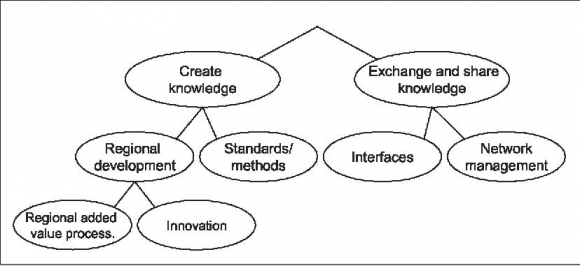 Create
knowledge
Exchange and share
knowledge
Regional
development
Standards/
methods
Interfaces
Network
management
Regional added
value process.
Innovation